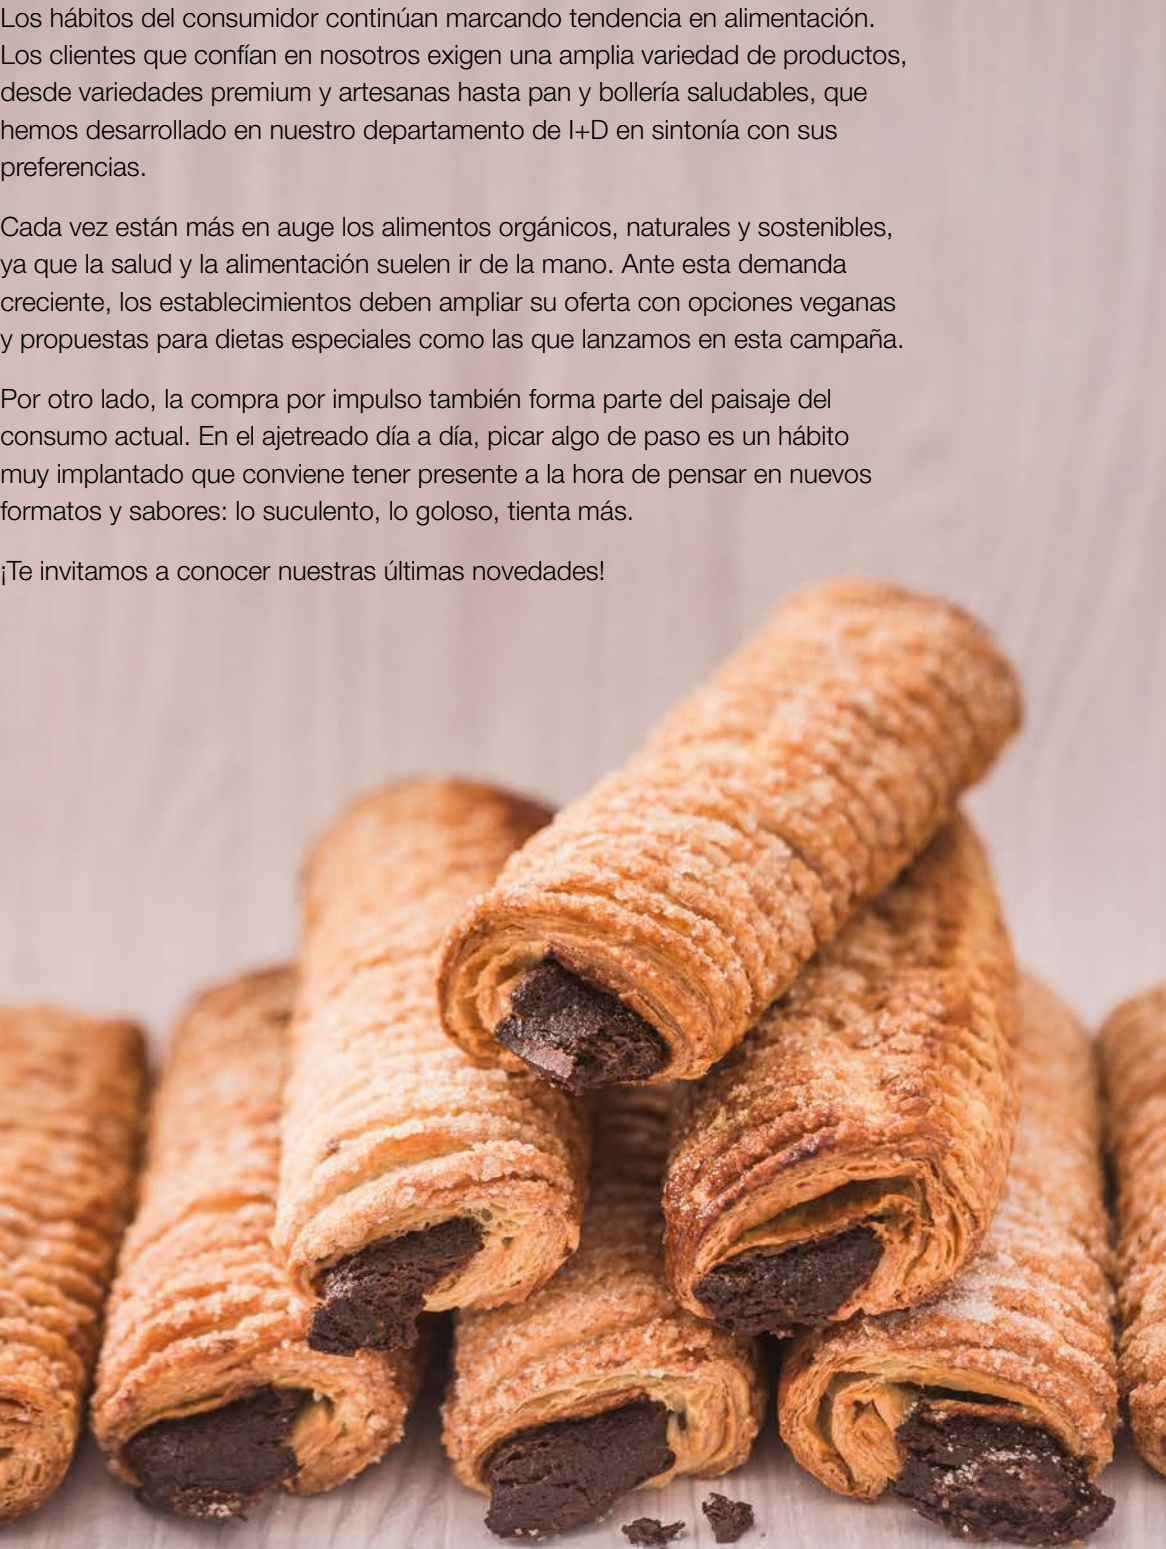 Los hábitos del consumidor continúan marcando tendencia en alimentación.
Los clientes que confían en nosotros exigen una amplia variedad de productos,
desde variedades premium y artesanas hasta pan y bollería saludables, que
hemos desarrollado en nuestro departamento de I+D en sintonía con sus
preferencias.
Cada vez están más en auge los alimentos orgánicos, naturales y sostenibles,
ya que la salud y la alimentación suelen ir de la mano. Ante esta demanda
creciente, los establecimientos deben ampliar su oferta con opciones veganas
y propuestas para dietas especiales como las que lanzamos en esta campaña.
Por otro lado, la compra por impulso también forma parte del paisaje del
consumo actual. En el ajetreado día a día, picar algo de paso es un hábito
muy implantado que conviene tener presente a la hora de pensar en nuevos
formatos y sabores: lo suculento, lo goloso, tienta más.
¡Te invitamos a conocer nuestras últimas novedades!